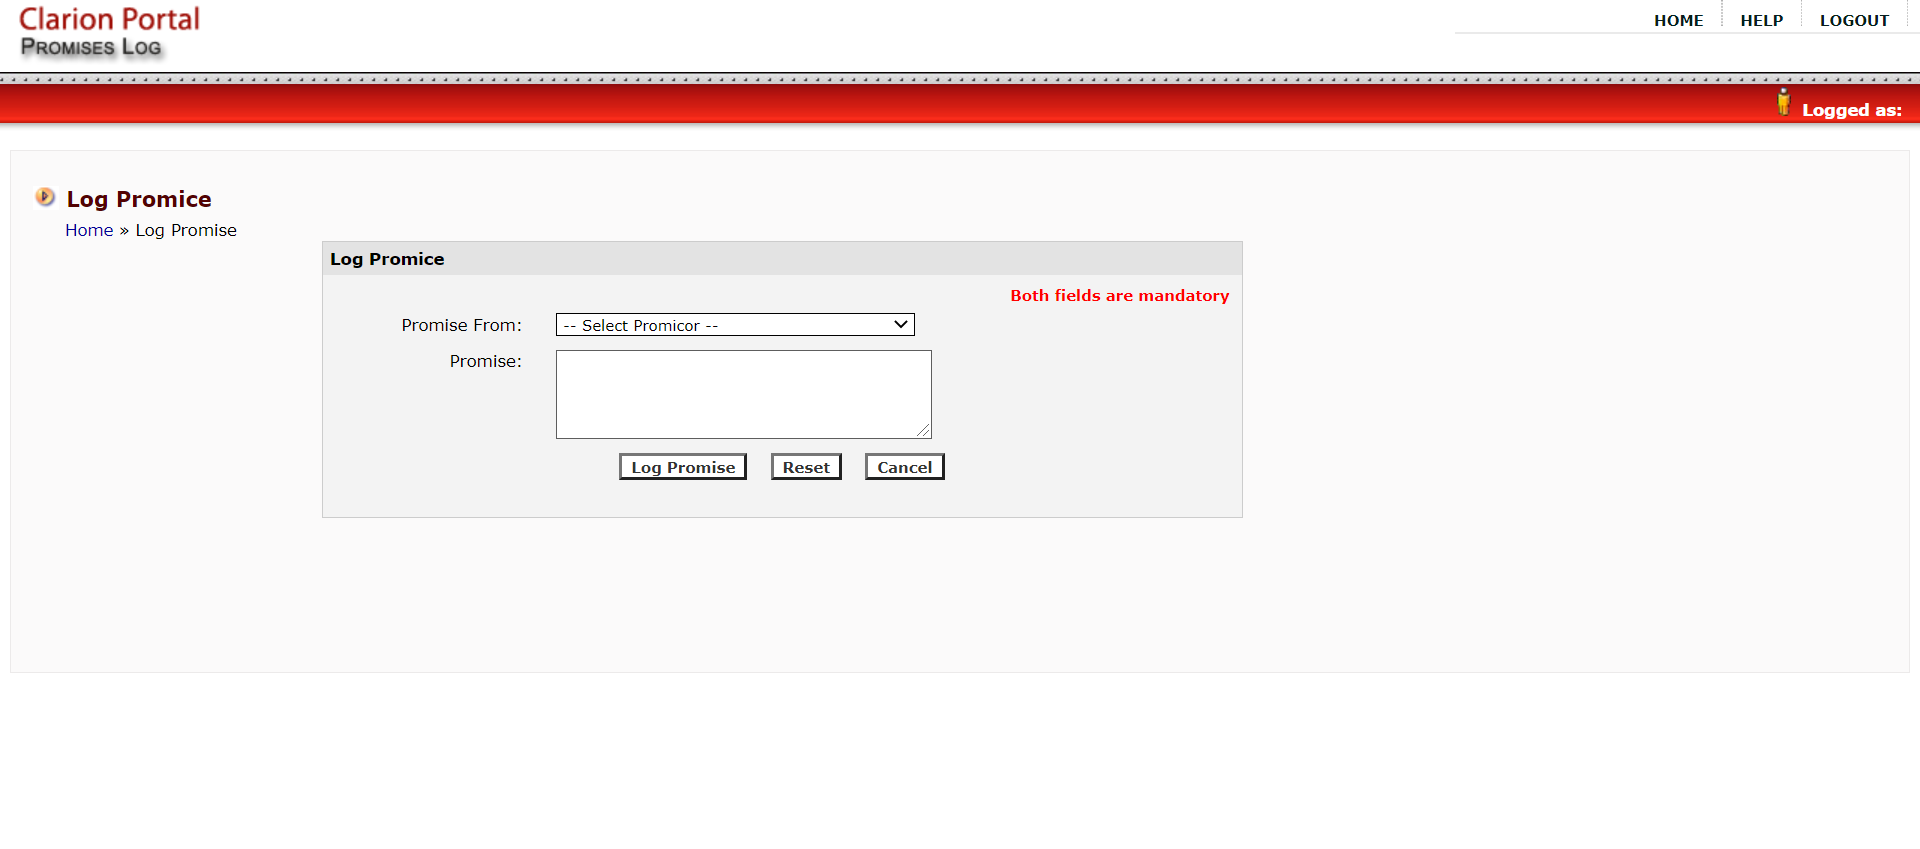 Clarion Portal
PROMISES LOG
HOME
HELP
LOGOUT
Logged as:
Log Promice
Home » Log Promise
Log Promice
Both fields are mandatory
Promise From:
-- Select Promicor --
Promise:
Log Promise
Reset
Cancel